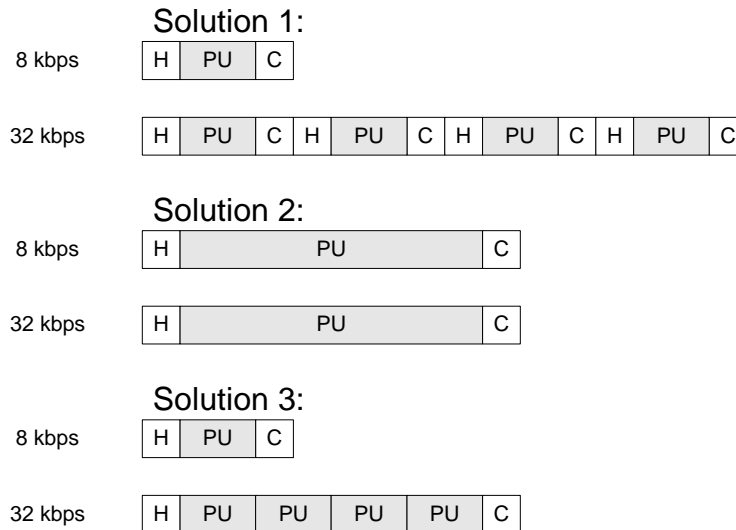 Solution 1:
8 kbps H PU C
32 kbps H PU C H PU C H PU C H PU C
Solution 2:
8 kbps H PU C
32 kbps H PU C
Solution 3:
8 kbps H PU C
32 kbps H PU PU PU PU C